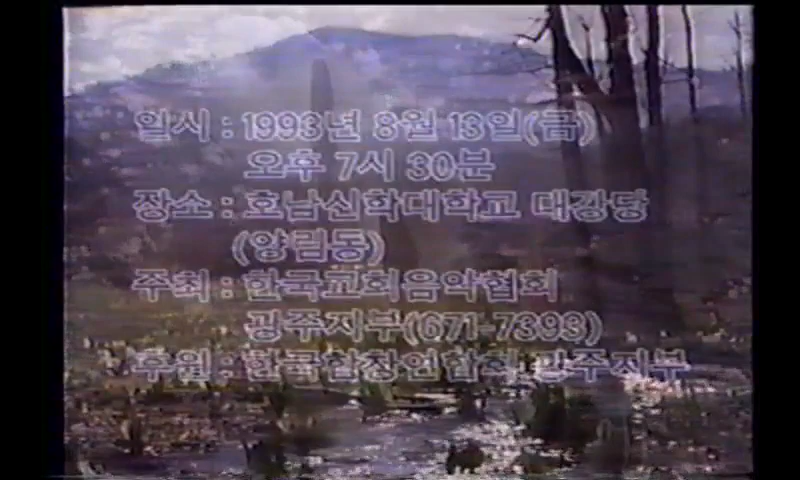 일시 : 1993년 8월 13일(금)
오후 7시 30분
장소 : 호남신학대학교 대강당
(양림동)
주최 : 한국교회음악협회
광주지부(671-7393)
후원 : 한국합창연합회 광주지부